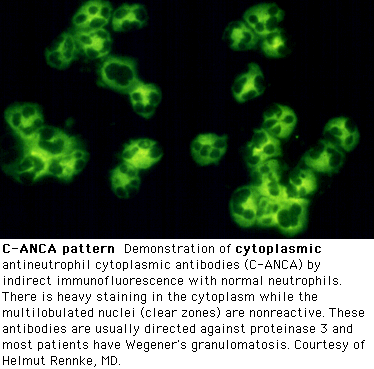 C-ANCA pattern Demonstration of cytoplasmic
antineutrophil cytoplasmic antibodies (C-ANCA) by
indirect immunofluorescence with normal neutrophils.
There is heavy staining in the cytoplasm while the
multilobulated nuclei (clear zones) are nonreactive. These
antibodies are usually directed against proteinase 3 and
most patients have Wegener's granulomatosis. Courtesy of
Helmut Rennke, MD.